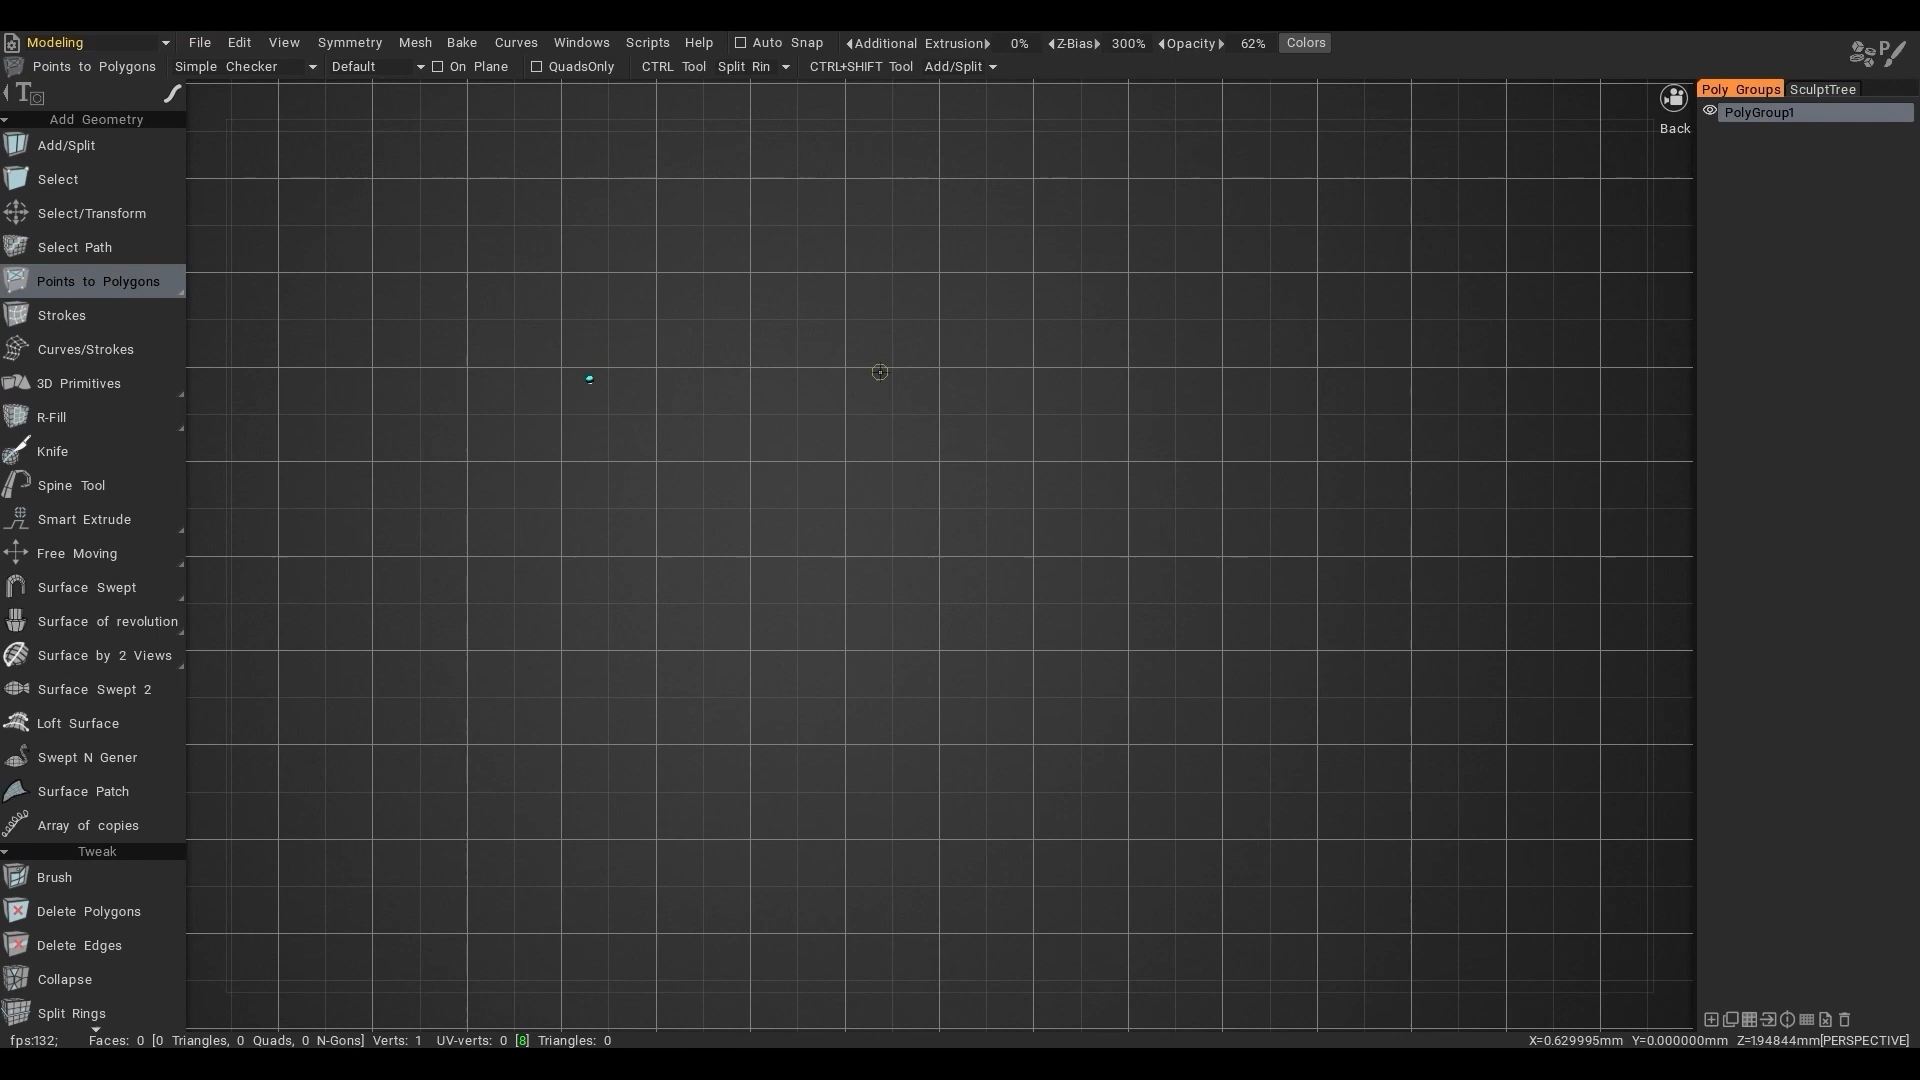 Modeling File Edit View Symmetry Mesh Bake Curves Windows Scripts Help Auto Snap Additional Extrusion 0% Z-Bias 300% Opacity 62% Colors
Points to Polygons Simple Checker Default On Plane QuadsOnly CTRL Tool Split Rin CTRL+SHIFT Tool Add/Split
Poly Groups SculptTree
PolyGroup1
Back
Add Geometry
Add/Split
Select
Select/Transform
Select Path
Points to Polygons
Strokes
Curves/Strokes
3D Primitives
R-Fill
Knife
Spine Tool
Smart Extrude
Free Moving
Surface Swept
Surface of revolution
Surface by 2 Views
Surface Swept 2
Loft Surface
Swept N Gener
Surface Patch
Array of copies
Tweak
Brush
Delete Polygons
Delete Edges
Collapse
Split Rings
fps:132; Faces: 0 [0 Triangles, 0 Quads, 0 N-Gons] Verts: 1 UV-verts: 0 [8] Triangles: 0 X=0.629995mm Y=0.000000mm Z=1.94844mm[PERSPECTIVE]